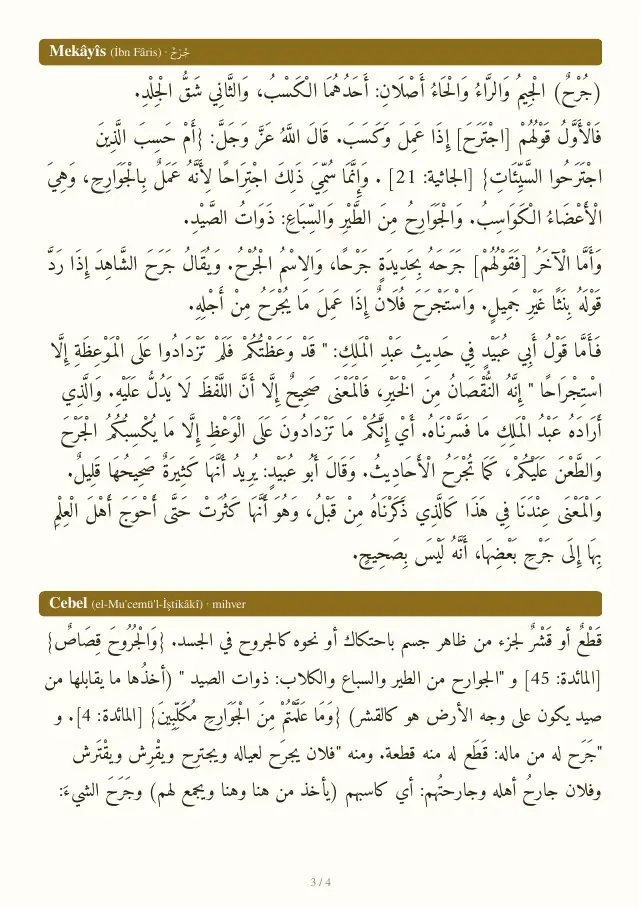 Mekâyîs (İbn Fâris) · جُرْحٌ
(جُرْحٌ) الْجِيمُ وَالرَّاءُ وَالْحَاءُ أَصْلَانِ: أَحَدُهُمَا الْكَسْبُ، وَالثَّانِي شَقُّ الْجِلْدِ.
فَالْأَوَّلُ قَوْلُهُمْ [اجْتَرَحَ] إِذَا عَمِلَ وَكَسَبَ. قَالَ اللَّهُ عَزَّ وَجَلَّ: {أَمْ حَسِبَ الَّذِينَ
اجْتَرَحُوا السَّيِّئَاتِ} [الجاثية: 21] . وَإِنَّمَا سُمِّيَ ذَلِكَ اجْتِرَاحًا لِأَنَّهُ عَمَلٌ بِالْجَوَارِحِ، وَهِيَ
الْأَعْضَاءُ الْكَوَاسِبُ. وَالْجَوَارِحُ مِنَ الطَّيْرِ وَالسِّبَاعِ: ذَوَاتُ الصَّيْدِ.
وَأَمَّا الْآخَرُ [فَقَوْلُهُمْ] جَرَحَهُ بِحَدِيدَةٍ جَرْحًا، وَالِاسْمُ الْجُرْحُ. وَيُقَالُ جَرَحَ الشَّاهِدَ إِذَا رَدَّ
قَوْلَهُ بِنَثًا غَيْرِ جَمِيلٍ. وَاسْتَجْرَحَ فُلَانٌ إِذَا عَمِلَ مَا يُجْرَحُ مِنْ أَجْلِهِ.
فَأَمَّا قَوْلُ أَبِي عُبَيْدٍ فِي حَدِيثِ عَبْدِ الْمَلِكِ: " قَدْ وَعَظْتُكُمْ فَلَمْ تَزْدَادُوا عَلَى الْمَوْعِظَةِ إِلَّا
اسْتِجْرَاحًا " إِنَّهُ النُّقْصَانُ مِنَ الْخَيْرِ، فَالْمَعْنَى صَحِيحٌ إِلَّا أَنَّ اللَّفْظَ لَا يَدُلُّ عَلَيْهِ. وَالَّذِي
أَرَادَهُ عَبْدُ الْمَلِكِ مَا فَسَّرْنَاهُ. أَيْ إِنَّكُمْ مَا تَزْدَادُونَ عَلَى الْوَعْظِ إِلَّا مَا يُكْسِبُكُمُ الْجَرْحَ
وَالطَّعْنَ عَلَيْكُمْ، كَمَا تُجْرَحُ الْأَحَادِيثُ. وَقَالَ أَبُو عُبَيْدٍ: يُرِيدُ أَنَّهَا كَثِيرَةٌ صَحِيحُهَا قَلِيلٌ.
وَالْمَعْنَى عِنْدَنَا فِي هَذَا كَالَّذِي ذَكَرْنَاهُ مِنْ قَبْلُ، وَهُوَ أَنَّهَا كَثُرَتْ حَتَّى أَحْوَجَ أَهْلَ الْعِلْمِ
بِهَا إِلَى جَرْحِ بَعْضِهَا، أَنَّهُ لَيْسَ بِصَحِيحٍ.
Cebel (el-Mu'cemü'l-İştikâkî) · mihver
قَطْعٌ أو قَشْرٌ لجزء من ظاهر جسم باحتكاك أو نحوه كالجروح في الجسد. {وَالْجُرُوحَ قِصَاصٌ}
[المائدة: 45] و "الجوارح من الطير والسباع والكلاب: ذوات الصيد " (أخذُها ما يقابلها من
صيد يكون على وجه الأرض هو كالقشر) {وَمَا عَلَّمْتُمْ مِنَ الْجَوَارِحِ مُكَلِّبِينَ} [المائدة: 4]. و
"جَرَح له من ماله: قَطَع له منه قطعة. ومنه "فلان يجرَح لعياله ويجترِح ويقْرِش ويقْتَرش
وفلان جارحُ أهله وجارحتُهم: أي كاسبهم (يأخذ من هنا وهنا ويجمع لهم) وجَرَحَ الشيءَ:
3 / 4